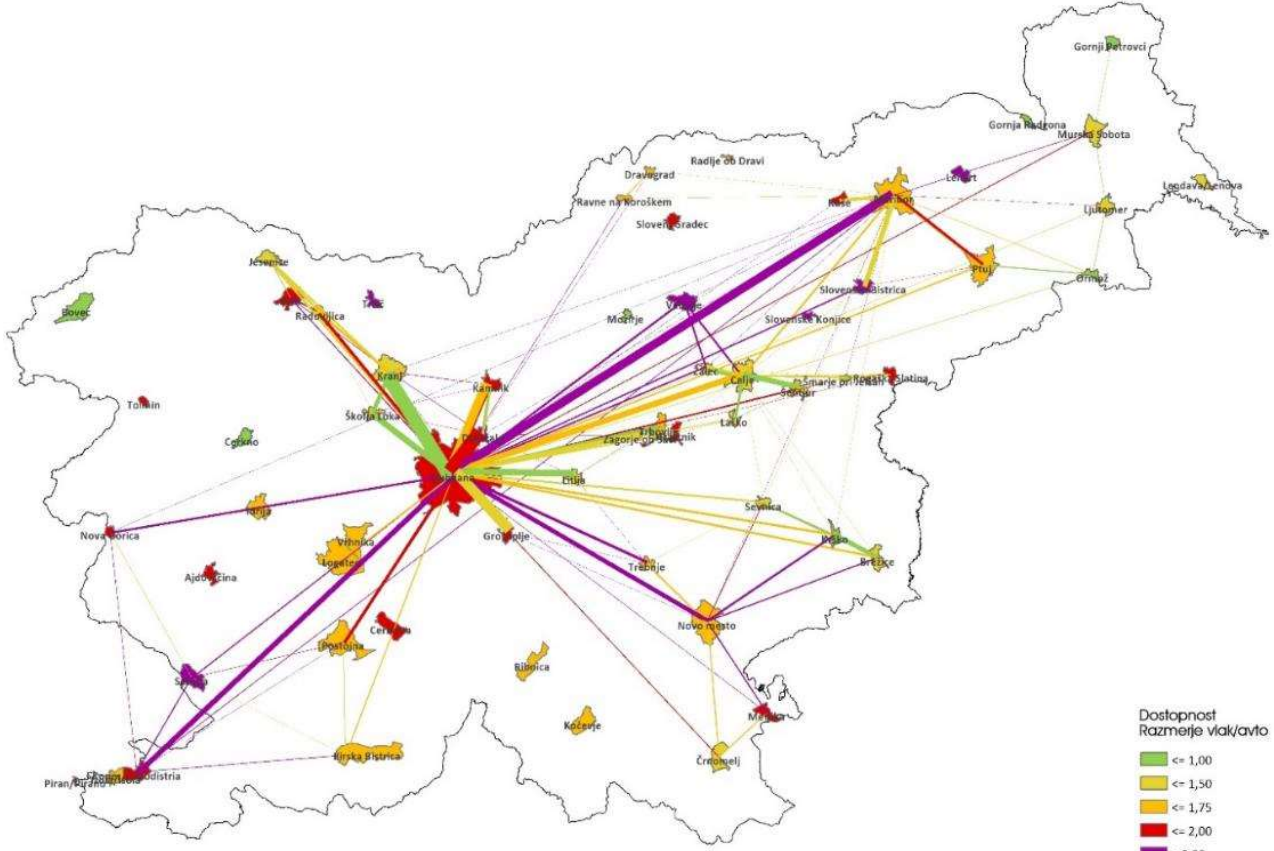 Gornji Petrovci
Gornja Radgona
Murska Sobota
Radlje ob Dravi
Dravograd
Lenart
Lendava/Lendva
Ravne na Koroškem
Ruše
Maribor
Ljutomer
Slovenj Gradec
Jesenice
Ptuj
Ormož
Slovenska Bistrica
Bovec
Radovljica
Tržič
Velenje
Mozirje
Slovenske Konjice
Kranj
Kamnik
Žalec
Celje
Šmarje pri Jelšah
Rogaška Slatina
Šentjur
Tolmin
Škofja Loka
Laško
Cerkno
Trbovlje
Zagorje ob Savi
Hrastnik
Ljubljana
Litija
Sevnica
Idrija
Nova Gorica
Grosuplje
Krško
Vrhnika
Logatec
Brežice
Trebnje
Ajdovščina
Novo mesto
Cerknica
Postojna
Ribnica
Sežana
Metlika
Kočevje
Ilirska Bistrica
Črnomelj
Dostopnost
Razmerje vlak/avto
<= 1,00
<= 1,50
<= 1,75
<= 2,00